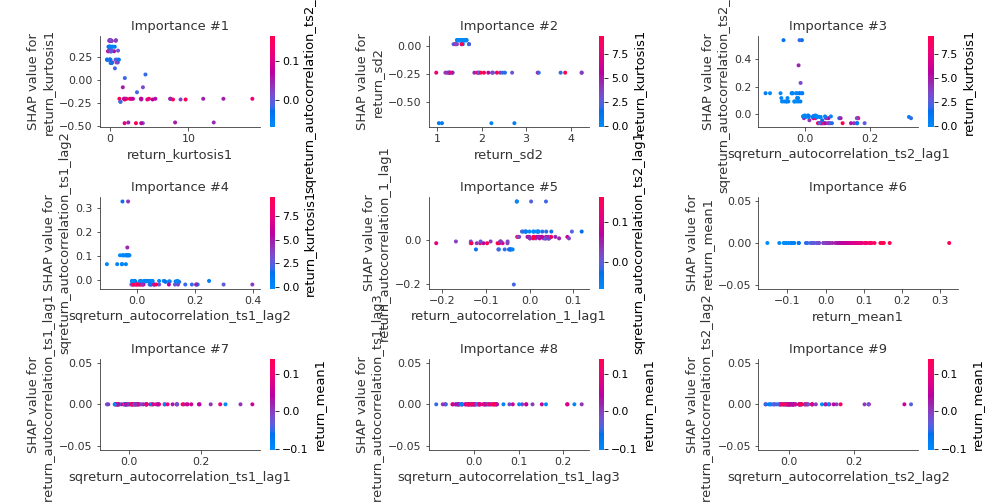 Importance #1
SHAP value for
return_kurtosis1
0.25
0.00
−0.25
−0.50
0
10
return_kurtosis1
0.1
0.0
sqreturn_autocorrelation_ts2_lag1
Importance #2
SHAP value for
return_sd2
0.00
−0.25
−0.50
1
2
3
4
return_sd2
7.5
5.0
2.5
0.0
return_kurtosis1
Importance #3
SHAP value for
sqreturn_autocorrelation_ts2_lag1
0.4
0.2
0.0
0.0
0.2
sqreturn_autocorrelation_ts2_lag1
7.5
5.0
2.5
0.0
return_kurtosis1
Importance #4
SHAP value for
sqreturn_autocorrelation_ts1_lag2
0.3
0.2
0.1
0.0
0.0
0.2
0.4
sqreturn_autocorrelation_ts1_lag2
7.5
5.0
2.5
0.0
return_kurtosis1
Importance #5
SHAP value for
return_autocorrelation_1_lag1
0.0
−0.2
−0.2
−0.1
0.0
0.1
return_autocorrelation_1_lag1
0.1
0.0
sqreturn_autocorrelation_ts2_lag1
Importance #6
SHAP value for
return_mean1
0.05
0.00
−0.05
−0.1
0.0
0.1
0.2
0.3
return_mean1
Importance #7
SHAP value for
sqreturn_autocorrelation_ts1_lag1
0.05
0.00
−0.05
0.0
0.2
sqreturn_autocorrelation_ts1_lag1
0.1
0.0
−0.1
return_mean1
Importance #8
SHAP value for
sqreturn_autocorrelation_ts1_lag3
0.05
0.00
−0.05
0.0
0.1
0.2
sqreturn_autocorrelation_ts1_lag3
0.1
0.0
−0.1
return_mean1
Importance #9
SHAP value for
sqreturn_autocorrelation_ts2_lag2
0.05
0.00
−0.05
0.0
0.2
sqreturn_autocorrelation_ts2_lag2
0.1
0.0
−0.1
return_mean1